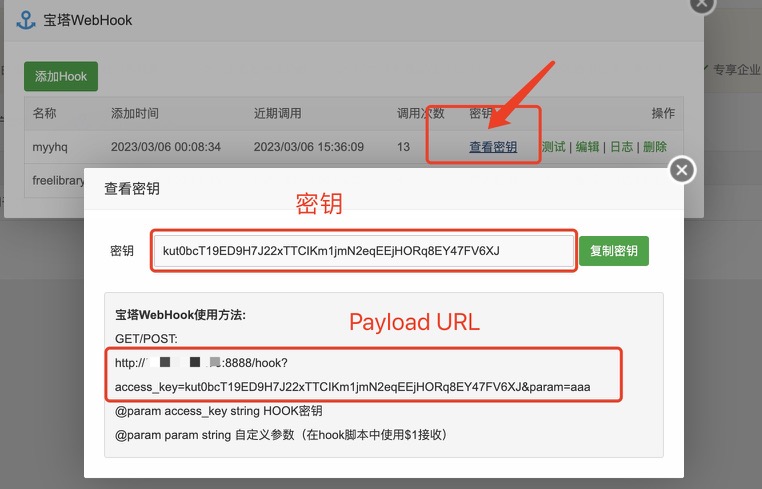 宝塔WebHook
添加Hook
专享企业
名称 添加时间 近期调用 调用次数 密钥 操作
myyhq 2023/03/06 00:08:34 2023/03/06 15:36:09 13 查看密钥 测试 | 编辑 | 日志 | 删除
freelibrary
查看密钥
密钥
密钥 kut0bcT19ED9H7J22xTTCIKm1jmN2eqEEjHORq8EY47FV6XJ 复制密钥
宝塔WebHook使用方法:
Payload URL
GET/POST:
http:// :8888/hook?
access_key=kut0bcT19ED9H7J22xTTCIKm1jmN2eqEEjHORq8EY47FV6XJ&param=aaa
@param access_key string HOOK密钥
@param param string 自定义参数（在hook脚本中使用$1接收）